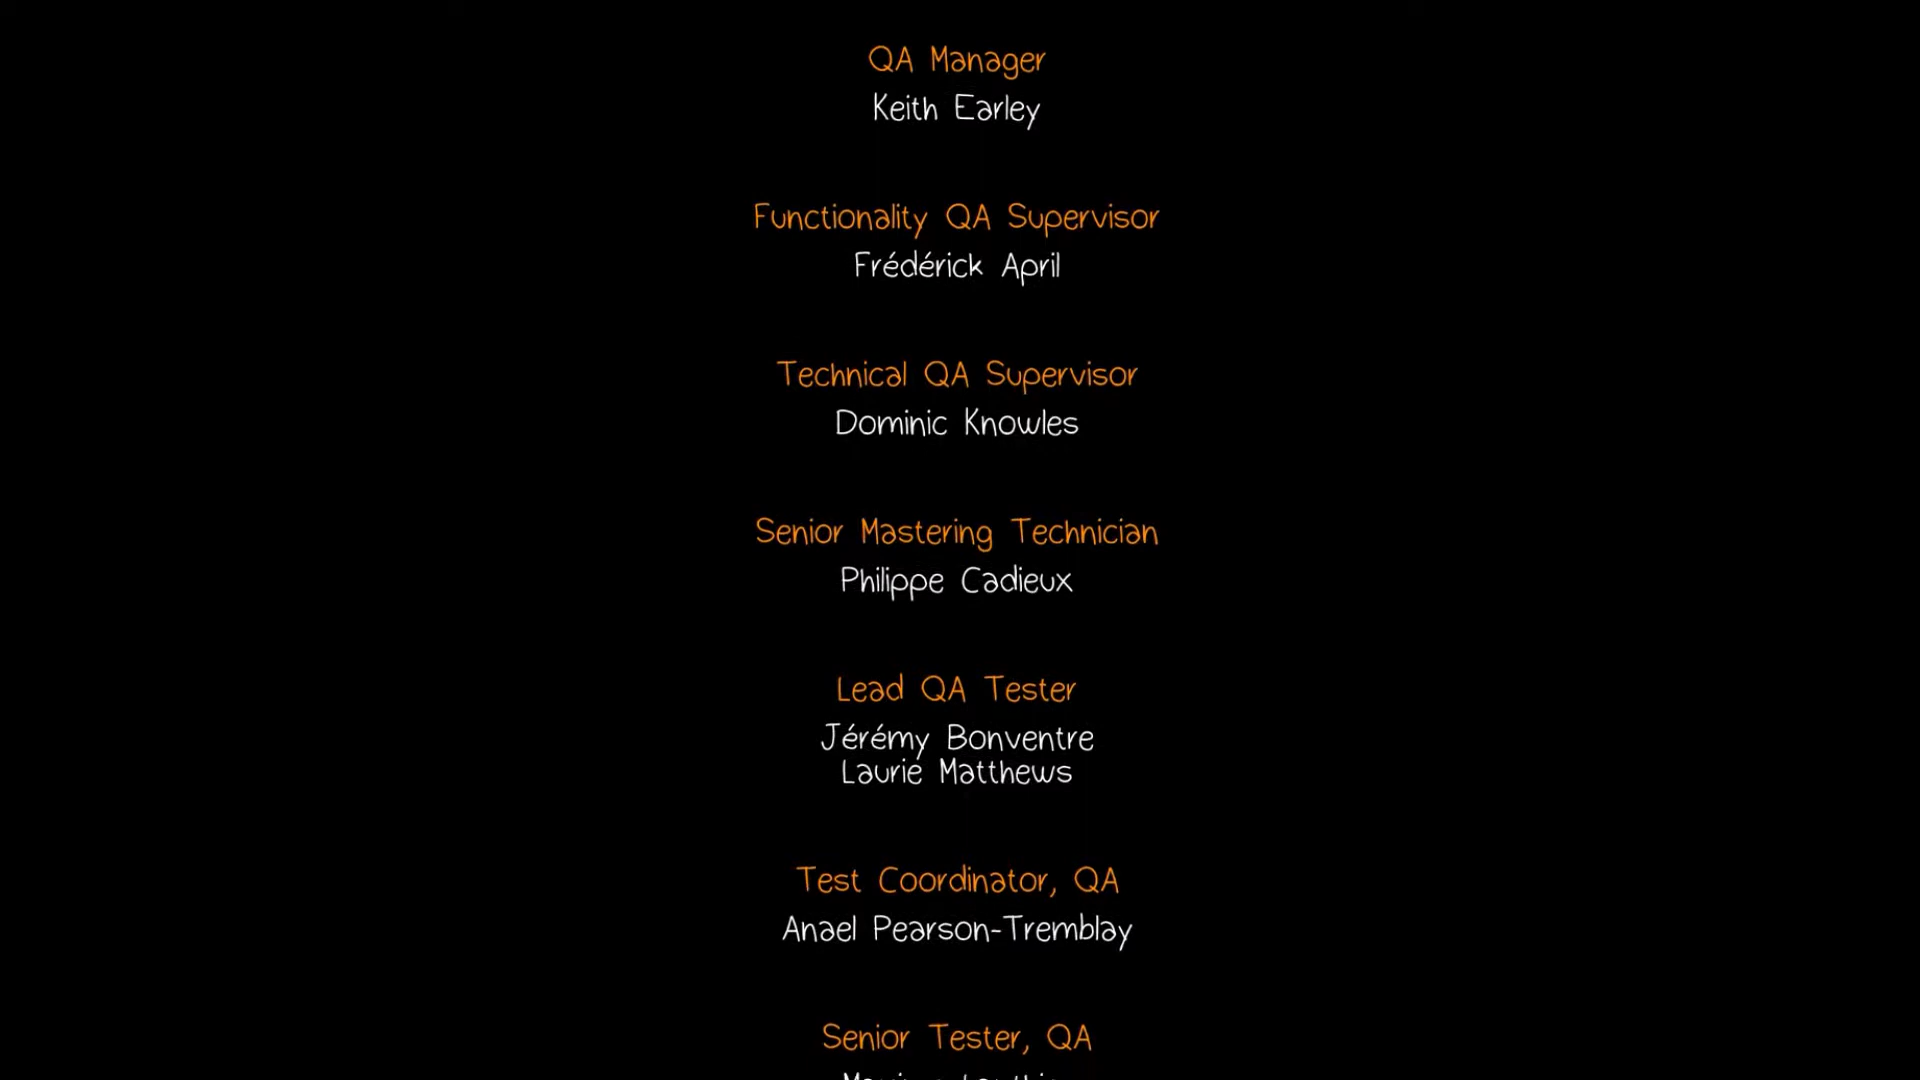 QA Manager
Keith Earley
Functionality QA Supervisor
Frédérick April
Technical QA Supervisor
Dominic Knowles
Senior Mastering Technician
Philippe Cadieux
Lead QA Tester
Jérémy Bonventre
Laurie Matthews
Test Coordinator, QA
Anael Pearson-Tremblay
Senior Tester, QA